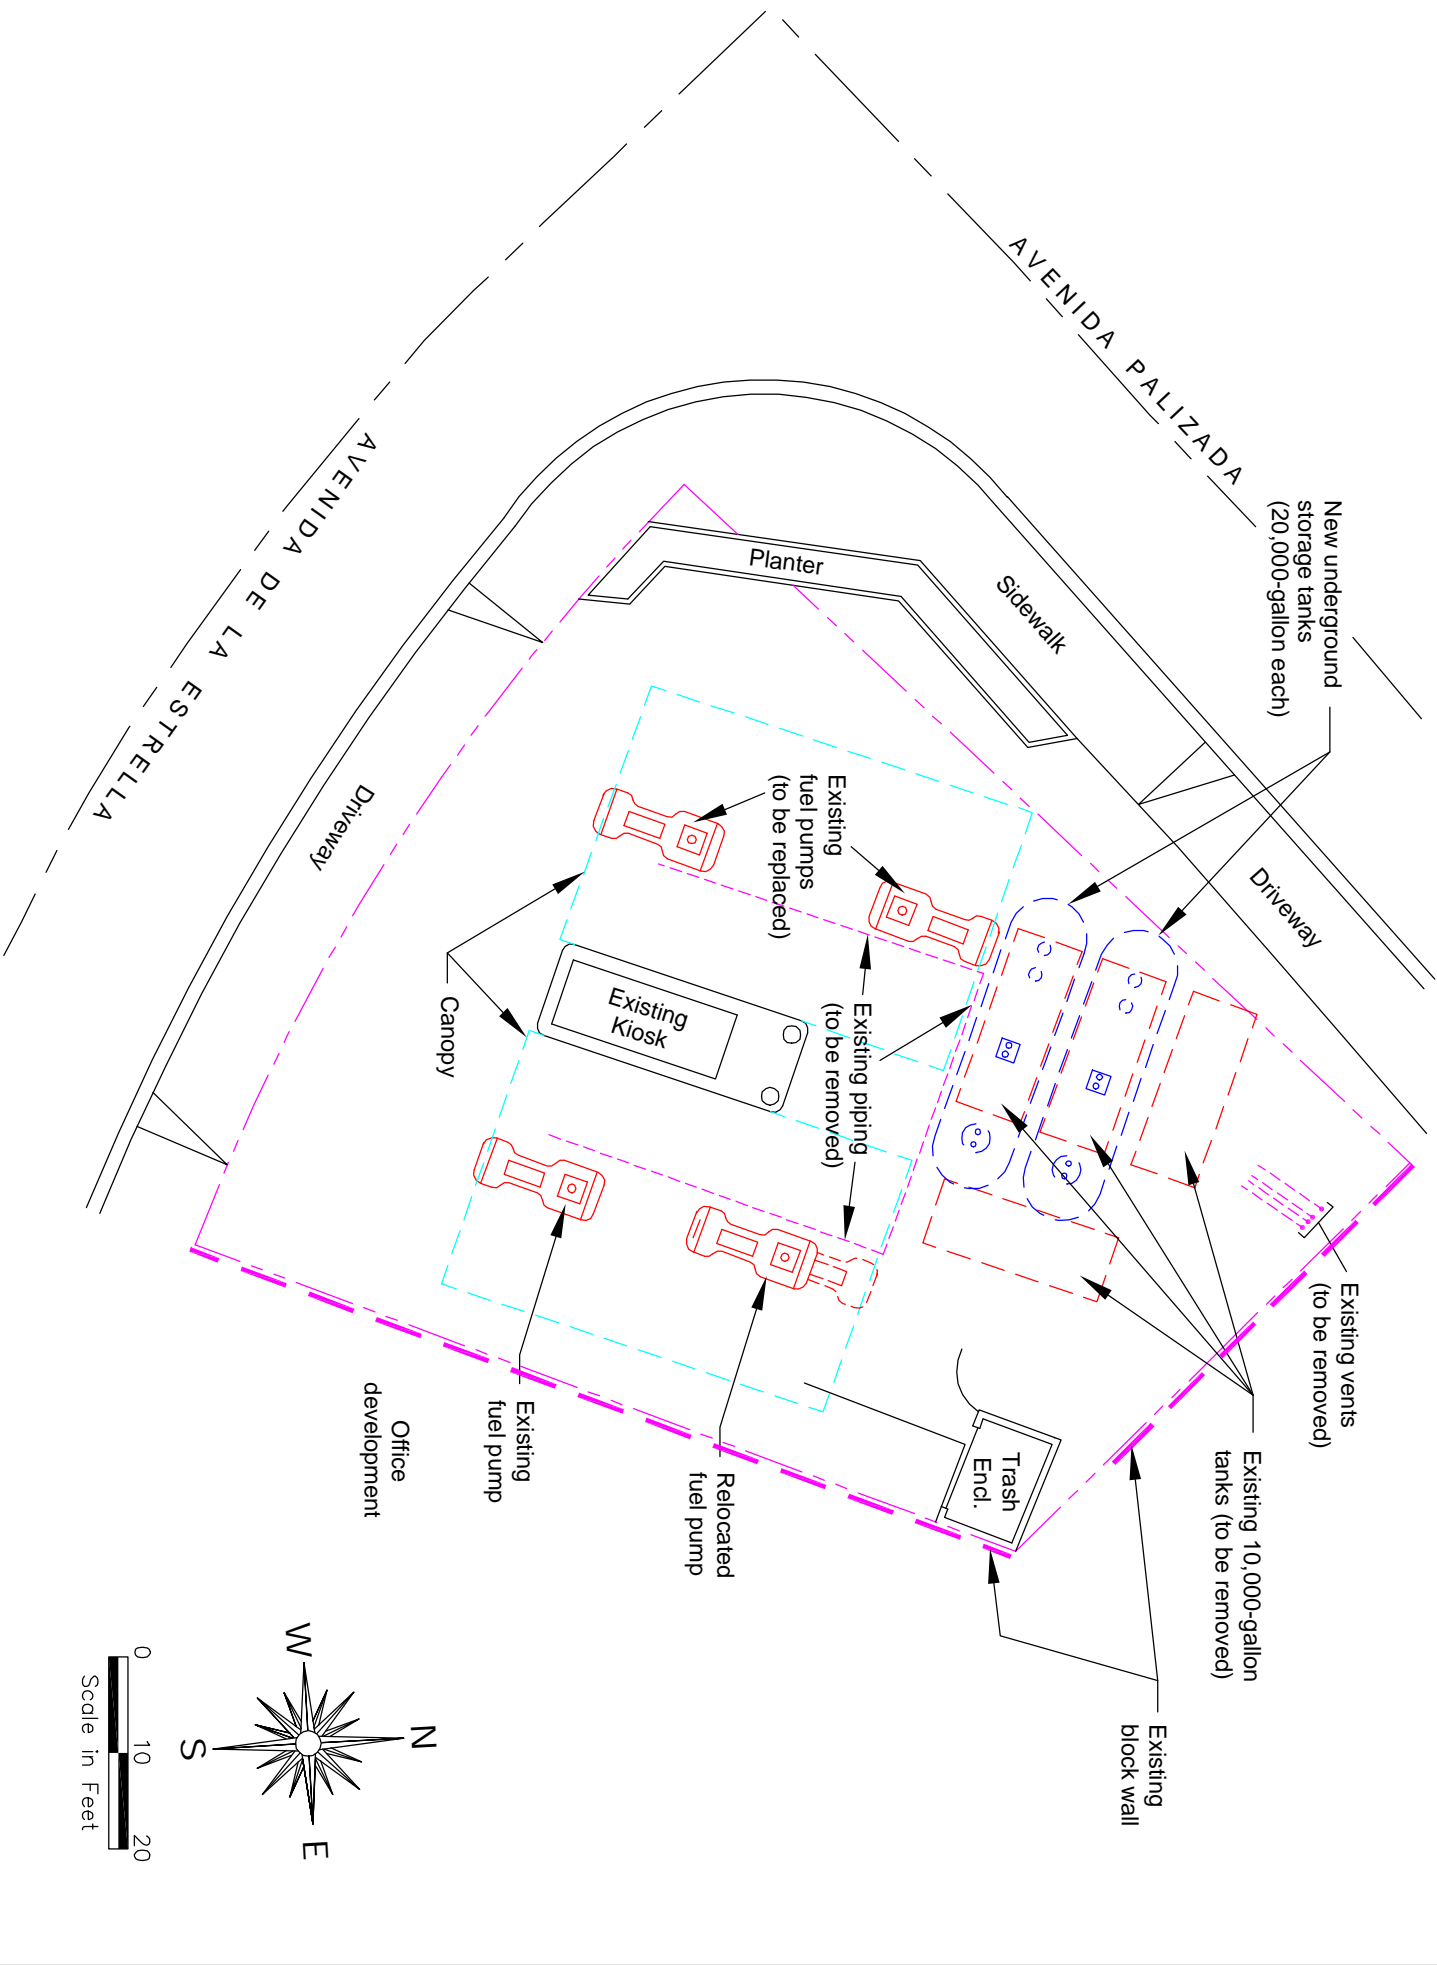 AVENIDA PALIZADA
New underground
storage tanks
(20,000-gallon each)
Sidewalk
Planter
Driveway
AVENIDA DE LA ESTRELLA
Driveway
Existing
fuel pumps
(to be replaced)
Existing piping
(to be removed)
Existing
Kiosk
Canopy
Existing vents
(to be removed)
Existing 10,000-gallon
tanks (to be removed)
Trash
Encl.
Existing
fuel pump
Relocated
fuel pump
Office
development
Existing
block wall
N
W
E
S
0 10 20
Scale in Feet